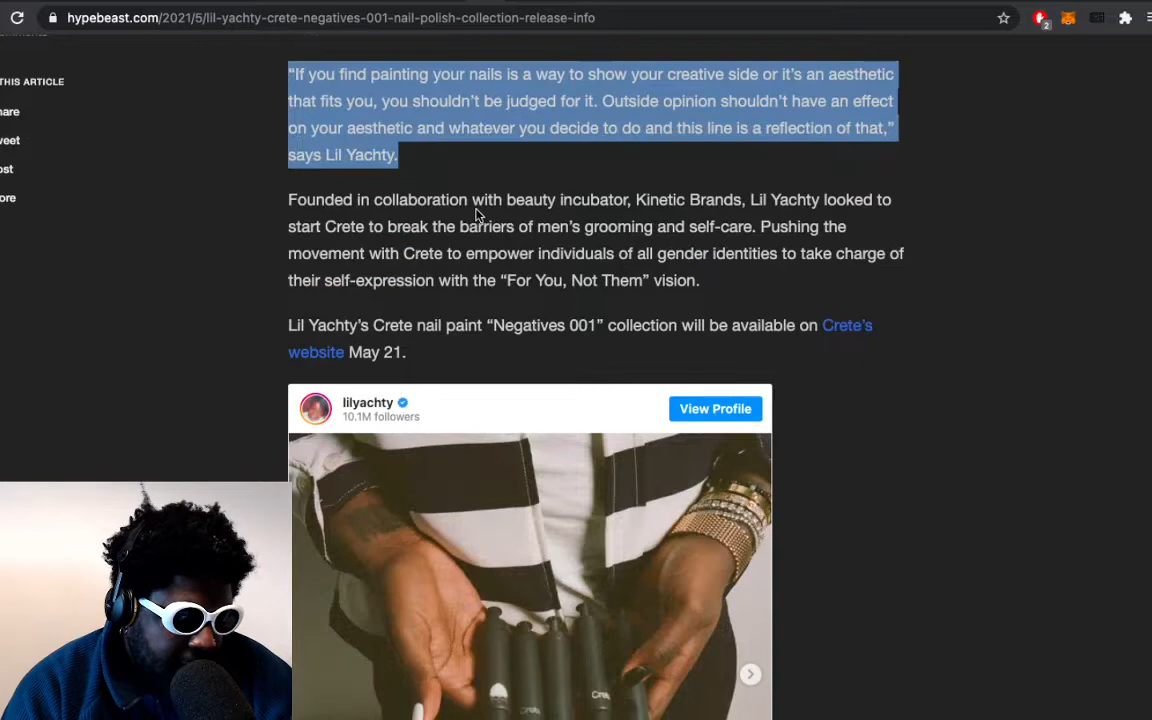 hypebeast.com/2021/5/lil-yachty-crete-negatives-001-nail-polish-collection-release-info
2
THIS ARTICLE
“If you find painting your nails is a way to show your creative side or it’s an aesthetic
that fits you, you shouldn’t be judged for it. Outside opinion shouldn’t have an effect
on your aesthetic and whatever you decide to do and this line is a reflection of that,”
says Lil Yachty.
Founded in collaboration with beauty incubator, Kinetic Brands, Lil Yachty looked to
start Crete to break the barriers of men’s grooming and self-care. Pushing the
movement with Crete to empower individuals of all gender identities to take charge of
their self-expression with the “For You, Not Them” vision.
Lil Yachty’s Crete nail paint “Negatives 001” collection will be available on Crete’s
website May 21.
lilyachty
10.1M followers
View Profile
Crete